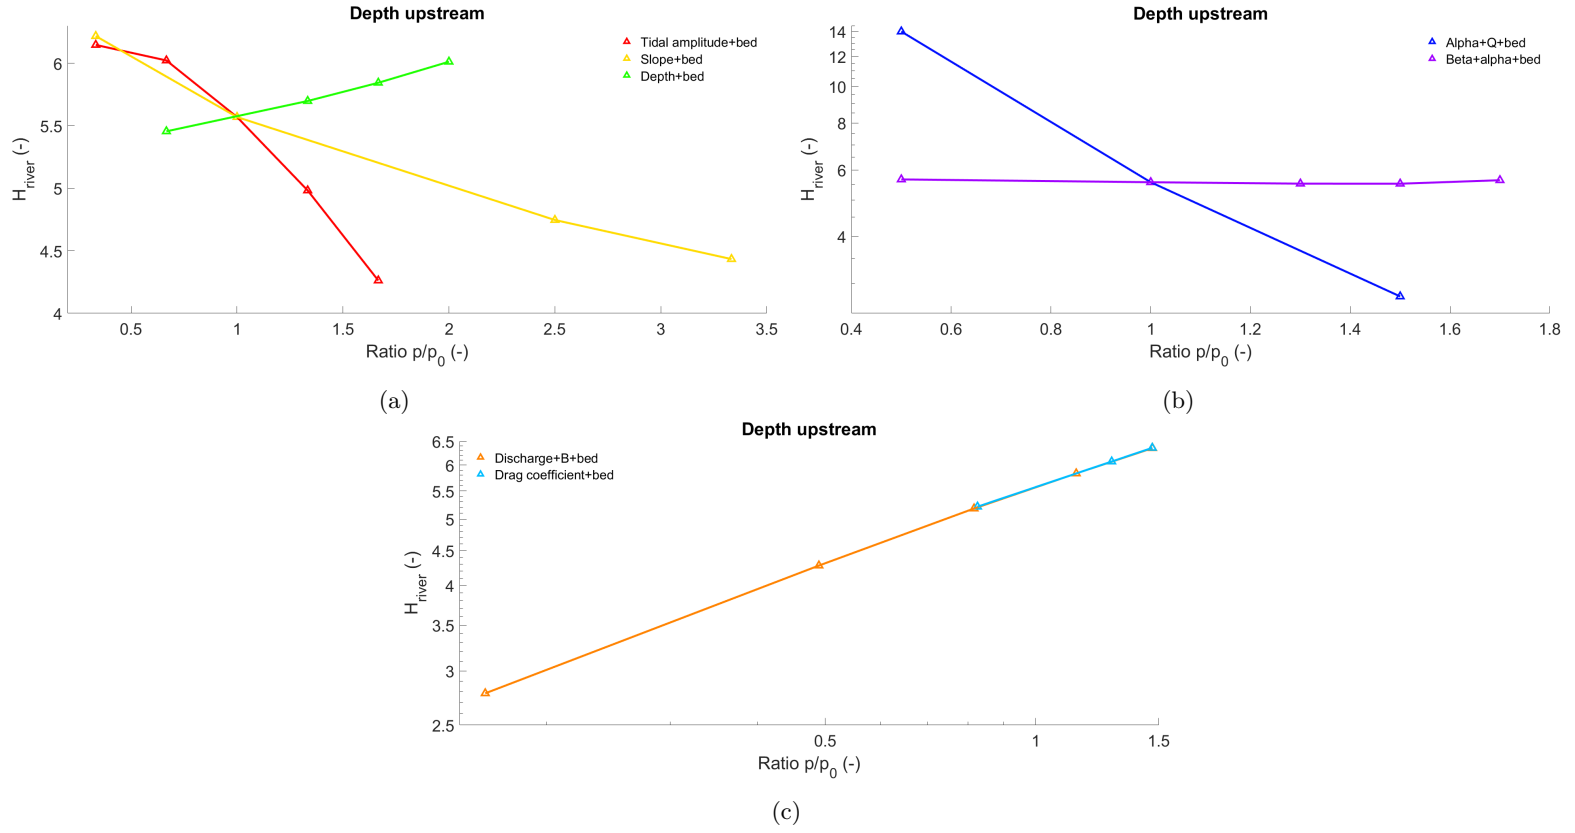 Depth upstream
Tidal amplitude+bed
Slope+bed
Depth+bed
6
5.5
5
4.5
4
H_river (-)
0.5 1 1.5 2 2.5 3 3.5
Ratio p/p_0 (-)
(a)
Depth upstream
Alpha+Q+bed
Beta+alpha+bed
14
12
10
8
6
4
H_river (-)
0.4 0.6 0.8 1 1.2 1.4 1.6 1.8
Ratio p/p_0 (-)
(b)
Depth upstream
Discharge+B+bed
Drag coefficient+bed
6.5
6
5.5
5
4.5
4
3.5
3
2.5
H_river (-)
0.5 1 1.5
Ratio p/p_0 (-)
(c)